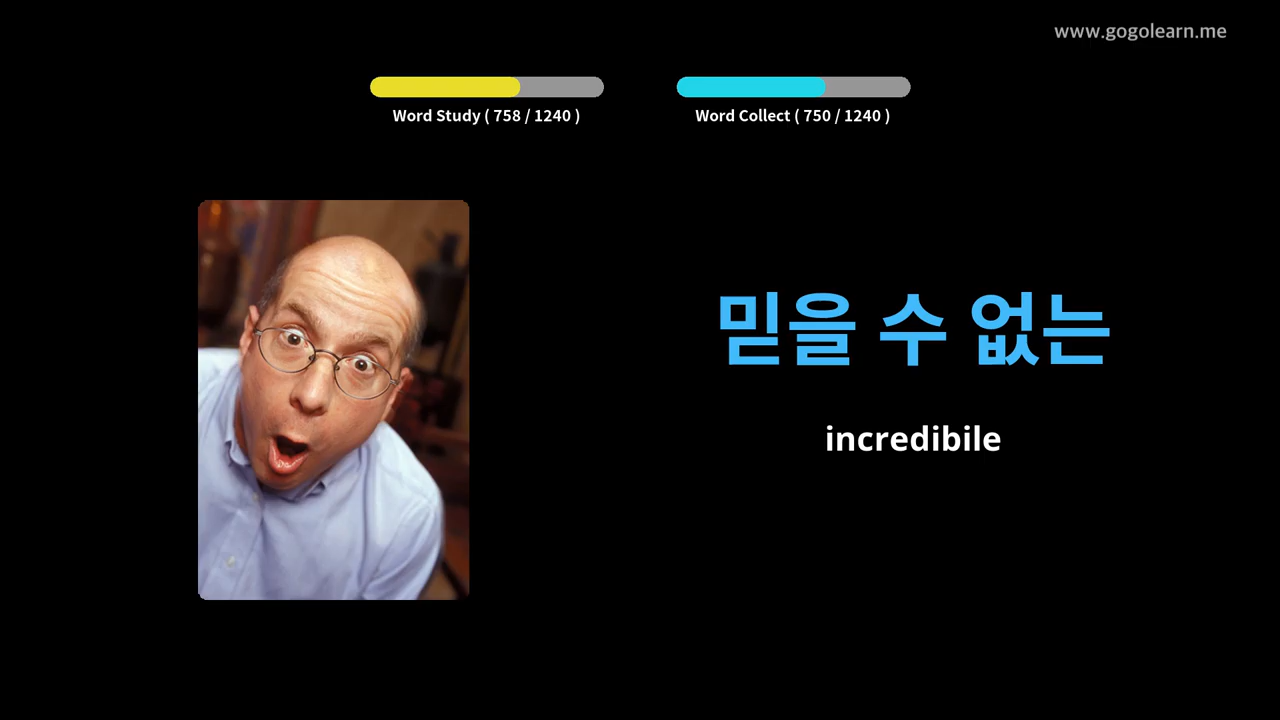 www.gogolearn.me
Word Study ( 758 / 1240 )
Word Collect ( 750 / 1240 )
믿을 수 없는
incredibile